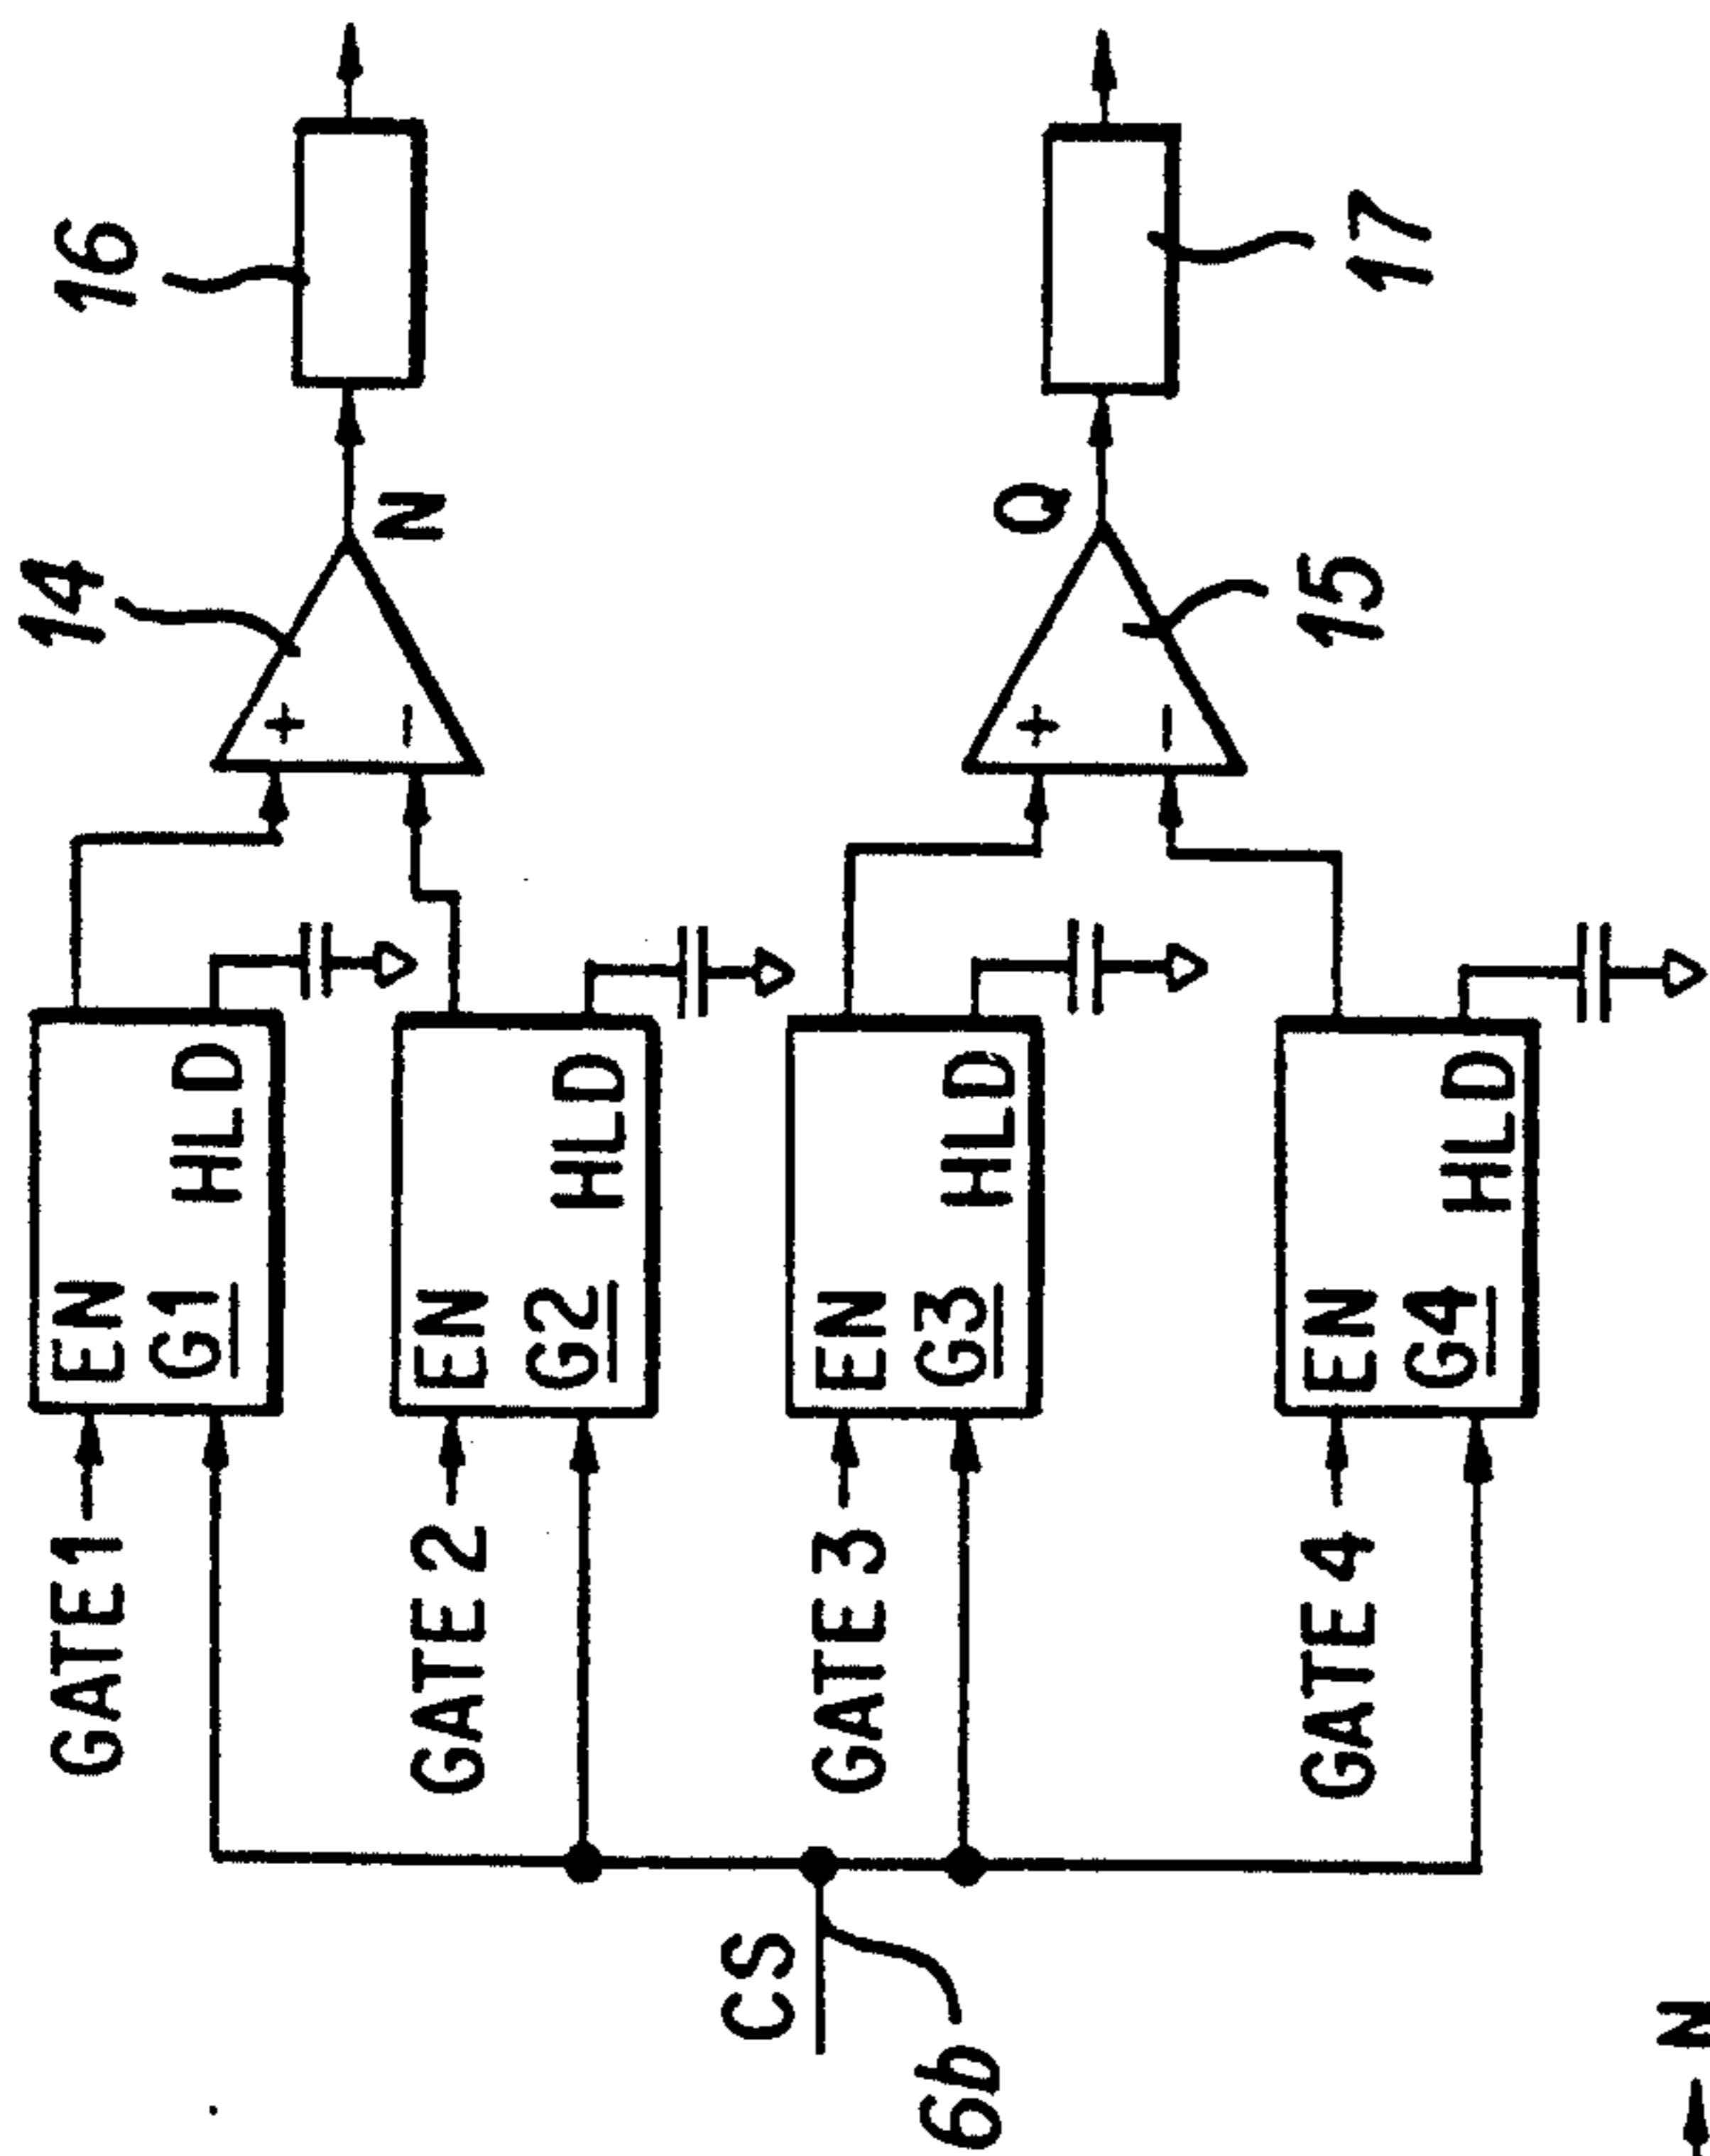 GATE 1
EN
G1
HLD
14
+
−
N
16
GATE 2
EN
G2
HLD
CS
6b
GATE 3
EN
G3
HLD
+
−
Q
15
17
GATE 4
EN
G4
HLD
N